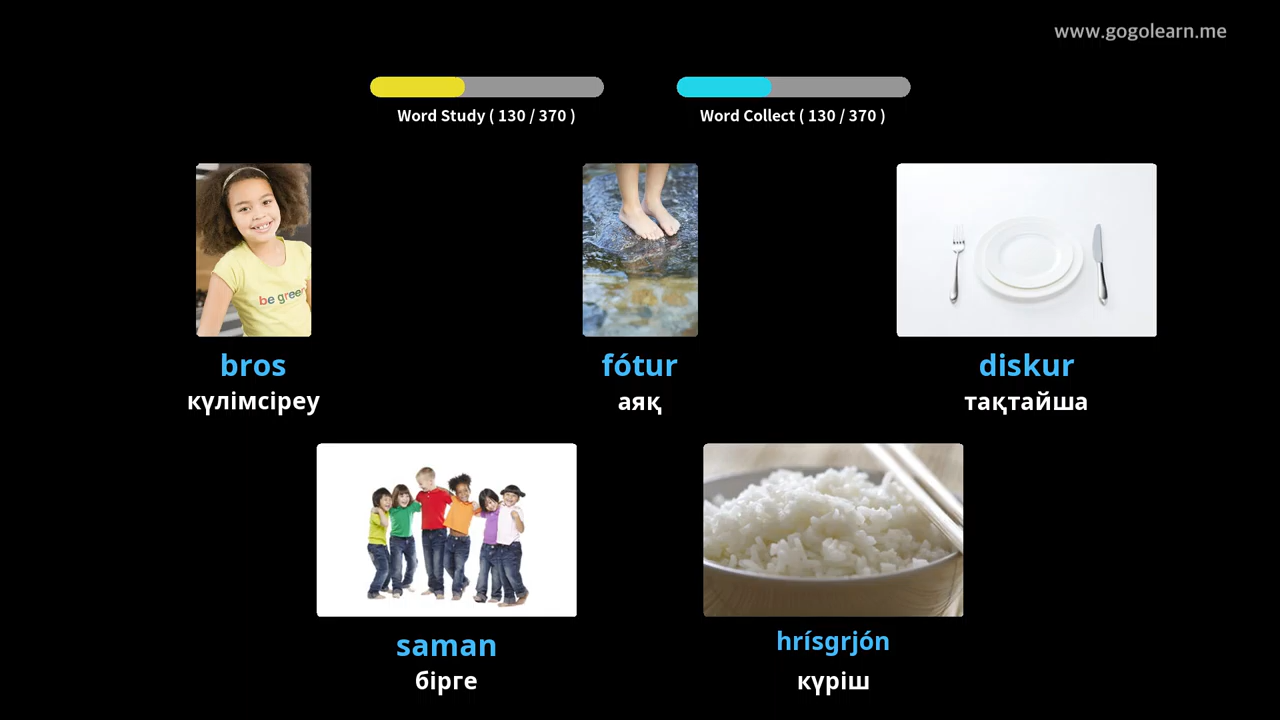 www.gogolearn.me
Word Study ( 130 / 370 )
Word Collect ( 130 / 370 )
be green
bros
күлімсіреу
fótur
аяқ
diskur
тақтайша
saman
бірге
hrísgrjón
күріш